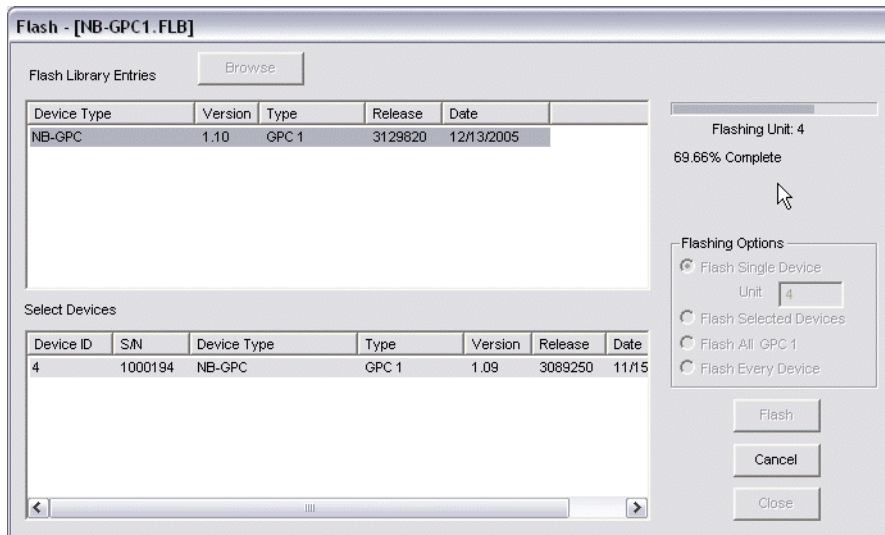 Flash - [NB-GPC1.FLB]
Flash Library Entries
Browse
Device Type Version Type Release Date
NB-GPC 1.10 GPC 1 3129820 12/13/2005
Flashing Unit: 4
69.66% Complete
Flashing Options
Flash Single Device
Unit 4
Flash Selected Devices
Flash All GPC 1
Flash Every Device
Select Devices
Device ID S/N Device Type Type Version Release Date
4 1000194 NB-GPC GPC 1 1.09 3089250 11/15
Flash
Cancel
Close